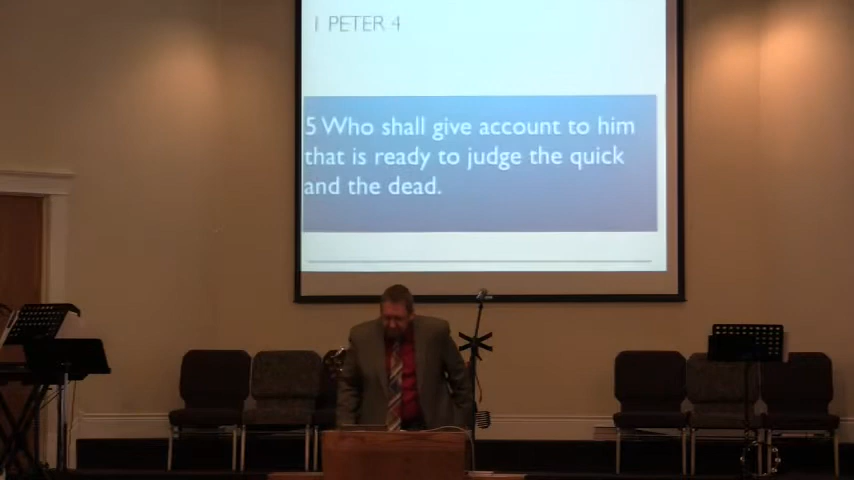 1 PETER 4
5 Who shall give account to him
that is ready to judge the quick
and the dead.